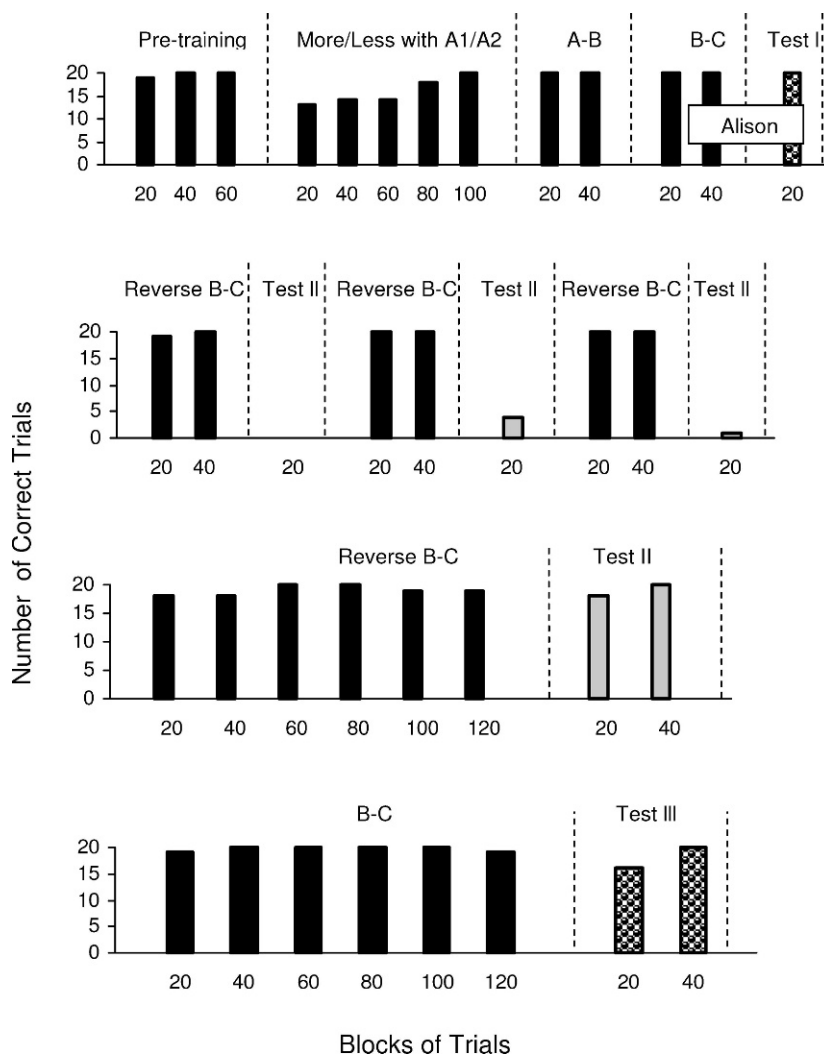 Pre-training More/Less with A1/A2 A-B B-C Test I
20
15
10
5
0
Alison
20 40 60 20 40 60 80 100 20 40 20 40 20
Reverse B-C Test II Reverse B-C Test II Reverse B-C Test II
20
15
10
5
0
20 40 20 20 40 20 20 40 20
Number of Correct Trials
Reverse B-C Test II
20
15
10
5
0
20 40 60 80 100 120 20 40
B-C Test III
20
15
10
5
0
20 40 60 80 100 120 20 40
Blocks of Trials